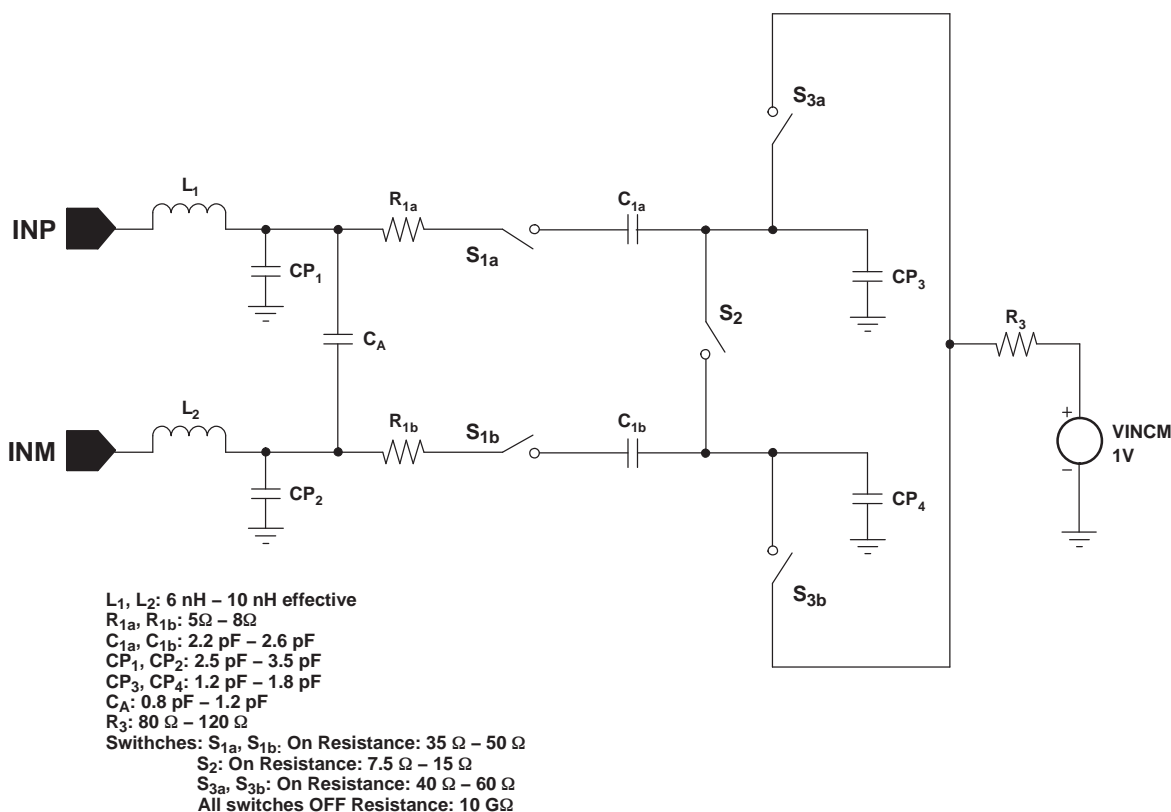 S3a
L1
R1a
C1a
INP
S1a
CP1
CP3
S2
R3
CA
L2
R1b
S1b
C1b
+
VINCM
1V
−
INM
CP2
CP4
S3b
L1, L2: 6 nH – 10 nH effective
R1a, R1b: 5Ω – 8Ω
C1a, C1b: 2.2 pF – 2.6 pF
CP1, CP2: 2.5 pF – 3.5 pF
CP3, CP4: 1.2 pF – 1.8 pF
CA: 0.8 pF – 1.2 pF
R3: 80 Ω – 120 Ω
Swithches: S1a, S1b: On Resistance: 35 Ω – 50 Ω
S2: On Resistance: 7.5 Ω – 15 Ω
S3a, S3b: On Resistance: 40 Ω – 60 Ω
All switches OFF Resistance: 10 GΩ